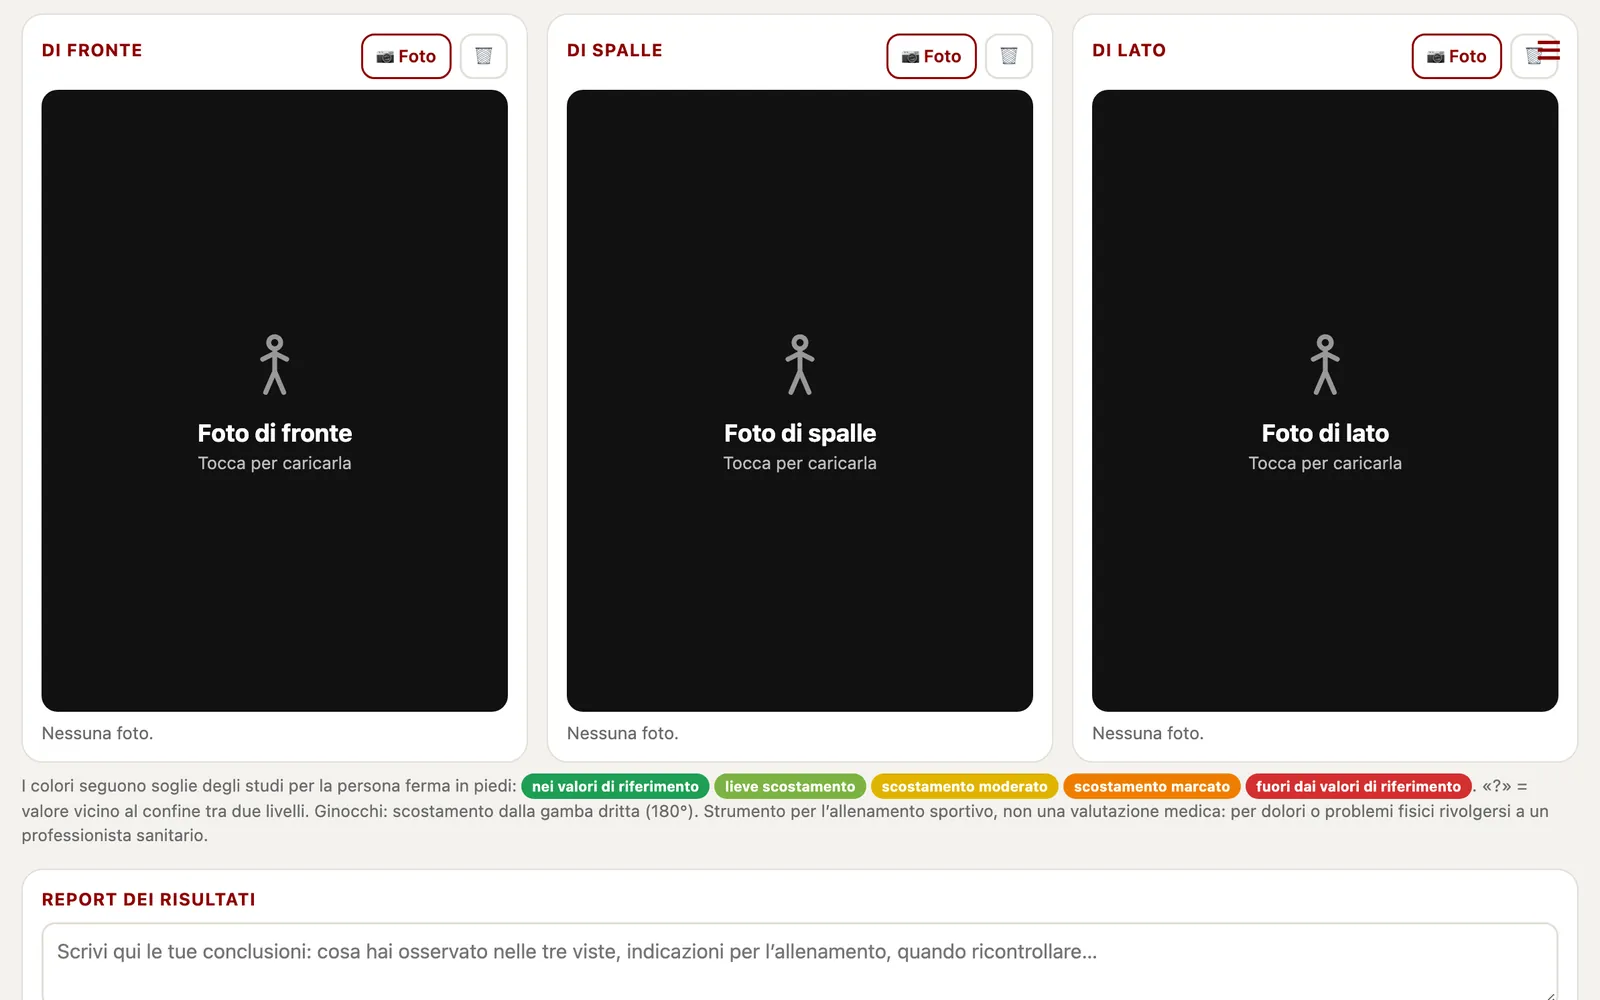 DI FRONTE
Foto
DI SPALLE
Foto
DI LATO
Foto
Foto di fronte
Tocca per caricarla
Foto di spalle
Tocca per caricarla
Foto di lato
Tocca per caricarla
Nessuna foto.
Nessuna foto.
Nessuna foto.
I colori seguono soglie degli studi per la persona ferma in piedi: nei valori di riferimento lieve scostamento scostamento moderato scostamento marcato fuori dai valori di riferimento. «?» =
valore vicino al confine tra due livelli. Ginocchi: scostamento dalla gamba dritta (180°). Strumento per l’allenamento sportivo, non una valutazione medica: per dolori o problemi fisici rivolgersi a un
professionista sanitario.
REPORT DEI RISULTATI
Scrivi qui le tue conclusioni: cosa hai osservato nelle tre viste, indicazioni per l’allenamento, quando ricontrollare…